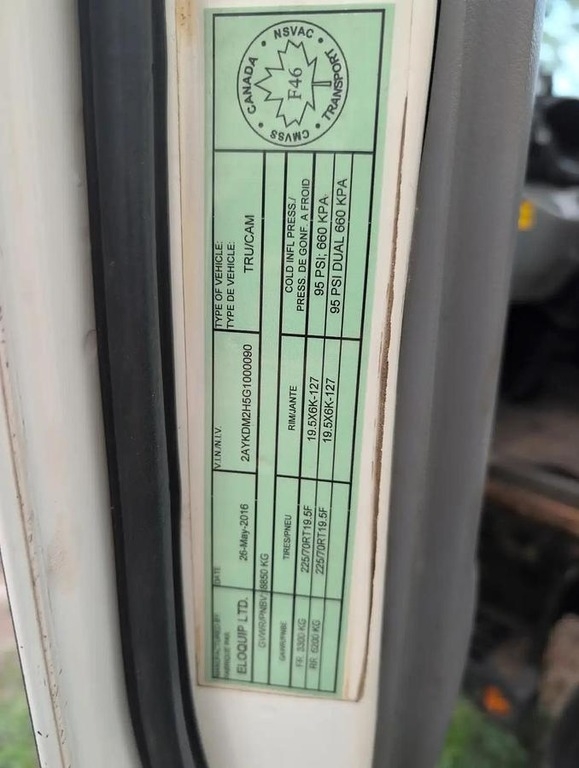 MANUFACTURED BY:
FABRIQUÉ PAR:
ELOQUIP LTD.
DATE
26-May-2016
V.I.N./N.I.V.
2AYKDM2H5G1000090
TYPE OF VEHICLE:
TYPE DE VEHICLE:
TRU/CAM
CANADA • NSVAC • TRANSPORT • CMVSS
F46
GVWR/PNBV 8850 KG
GAWR/PNBE
TIRES/PNEU
RIM/JANTE
COLD INFL PRESS./
PRESS. DE GONF. A FROID
FR. 3300 KG 225/70RT19.5F 19.5X6K-127 95 PSI; 660 KPA
RR. 6200 KG 225/70RT19.5F 19.5X6K-127 95 PSI DUAL 660 KPA